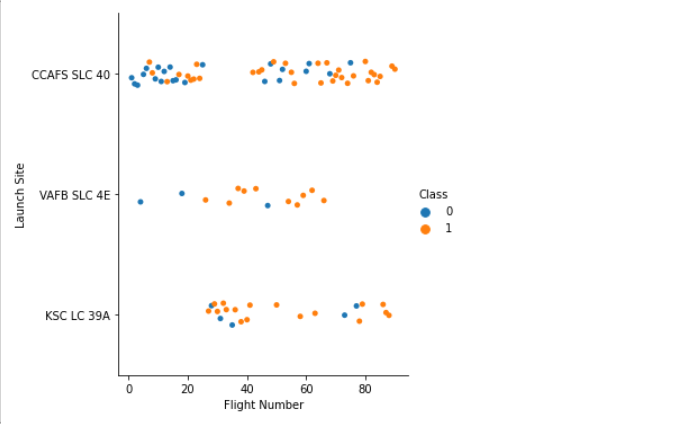 CCAFS SLC 40
VAFB SLC 4E
KSC LC 39A
Launch Site
0 20 40 60 80
Flight Number
Class
0
1